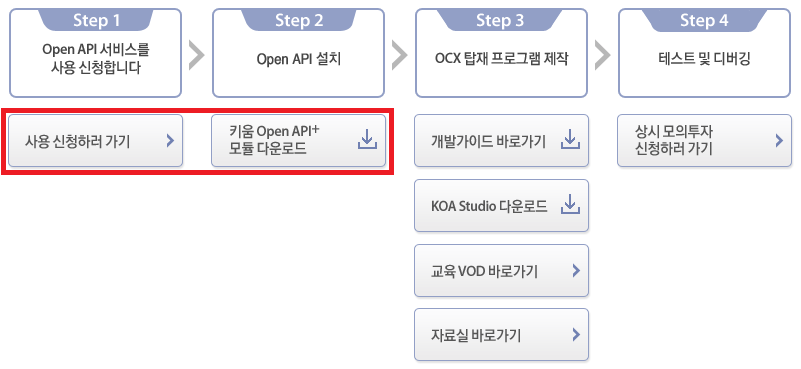 Step 1
Open API 서비스를
사용 신청합니다
Step 2
Open API 설치
Step 3
OCX 탑재 프로그램 제작
Step 4
테스트 및 디버깅
사용 신청하러 가기
키움 Open API+
모듈 다운로드
개발가이드 바로가기
상시 모의투자
신청하러 가기
KOA Studio 다운로드
교육 VOD 바로가기
자료실 바로가기